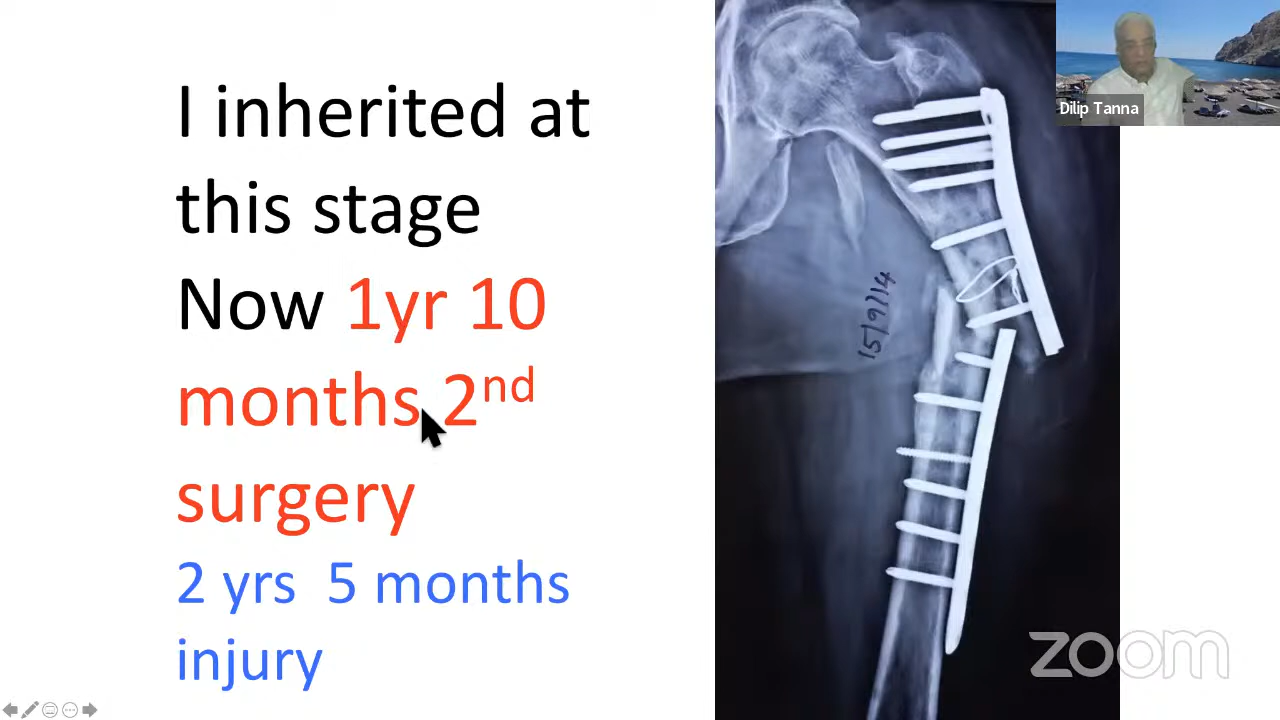 I inherited at
this stage
Now 1yr 10
months 2nd
surgery
2 yrs 5 months
injury
15/9/14
Dilip Tanna
zoom